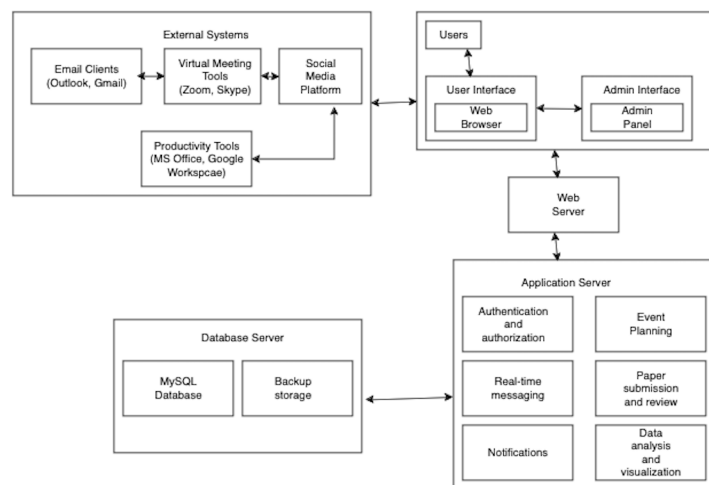 External Systems
Email Clients
(Outlook, Gmail)
Virtual Meeting
Tools
(Zoom, Skype)
Social
Media
Platform
Productivity Tools
(MS Office, Google
Workspcae)
Users
User Interface
Web
Browser
Admin Interface
Admin
Panel
Web
Server
Application Server
Authentication
and
authorization
Event
Planning
Real-time
messaging
Paper
submission
and review
Notifications
Data
analysis
and
visualization
Database Server
MySQL
Database
Backup
storage